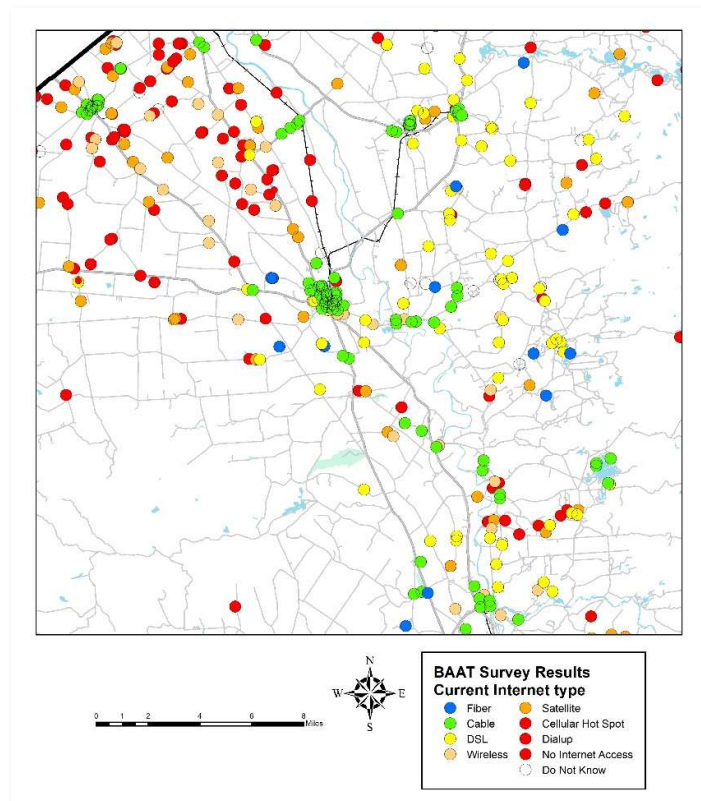 N
W E
S
0 1 2 4 6 8
Miles
BAAT Survey Results
Current Internet type
Fiber
Cable
DSL
Wireless
Satellite
Cellular Hot Spot
Dialup
No Internet Access
Do Not Know